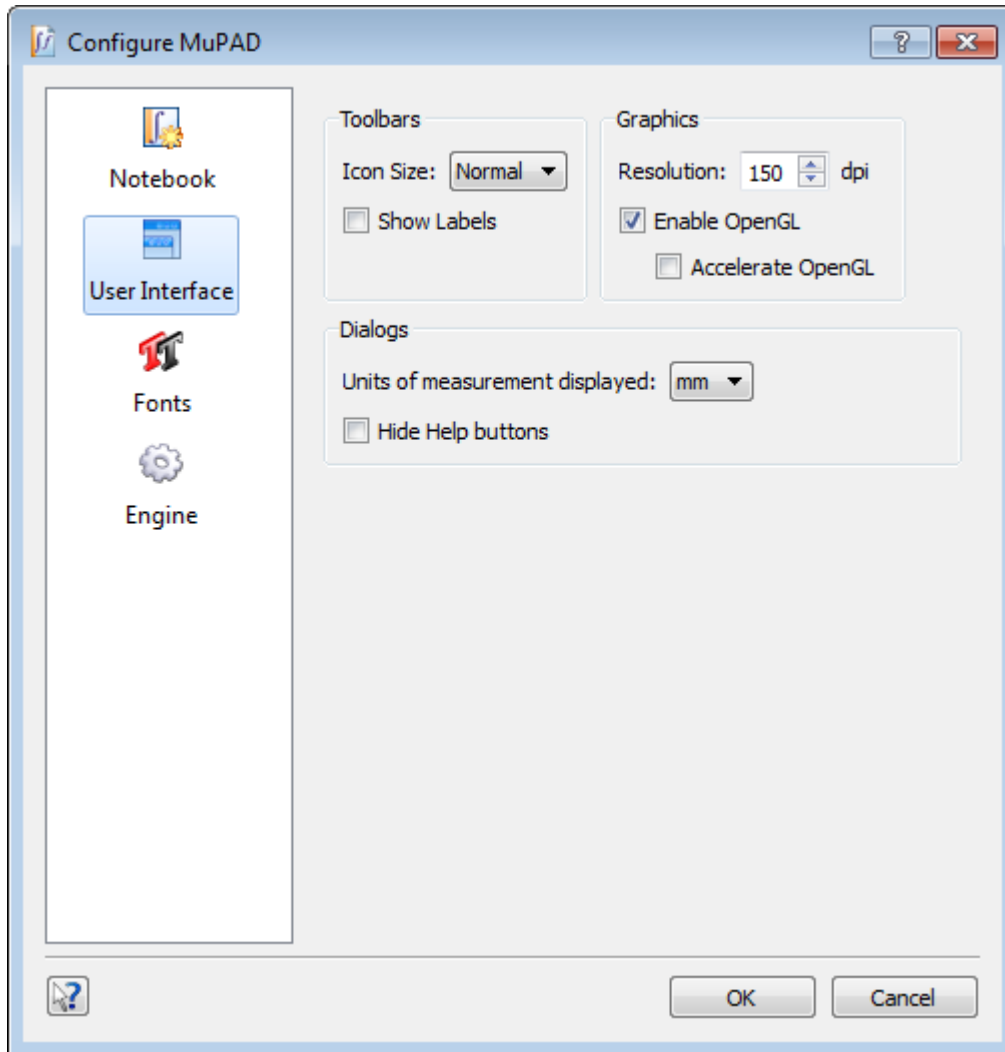 Configure MuPAD
Notebook
User Interface
Fonts
Engine
Toolbars
Icon Size: Normal
Show Labels
Graphics
Resolution: 150 dpi
Enable OpenGL
Accelerate OpenGL
Dialogs
Units of measurement displayed: mm
Hide Help buttons
OK
Cancel